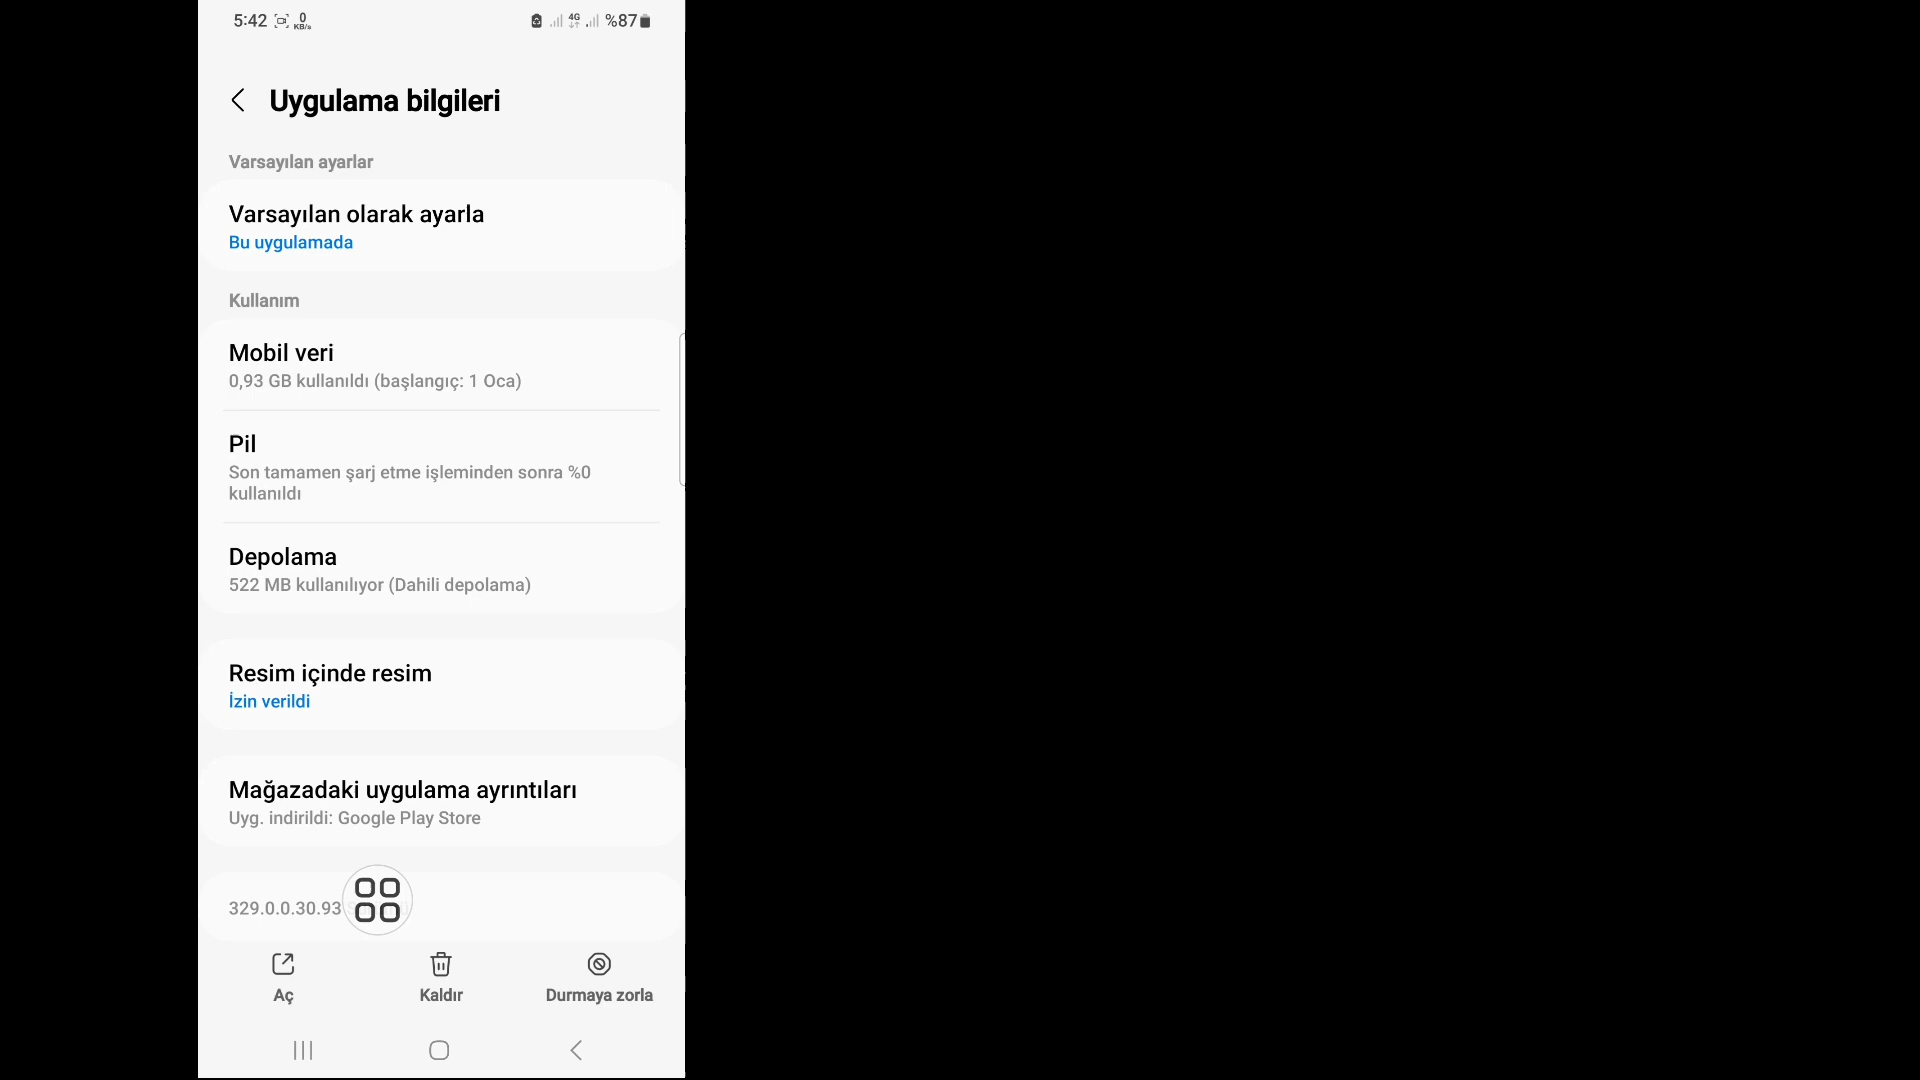 5:42 0 KB/s 4G %87
Uygulama bilgileri
Varsayılan ayarlar
Varsayılan olarak ayarla
Bu uygulamada
Kullanım
Mobil veri
0,93 GB kullanıldı (başlangıç: 1 Oca)
Pil
Son tamamen şarj etme işleminden sonra %0
kullanıldı
Depolama
522 MB kullanılıyor (Dahili depolama)
Resim içinde resim
İzin verildi
Mağazadaki uygulama ayrıntıları
Uyg. indirildi: Google Play Store
329.0.0.30.93
Aç Kaldır Durmaya zorla